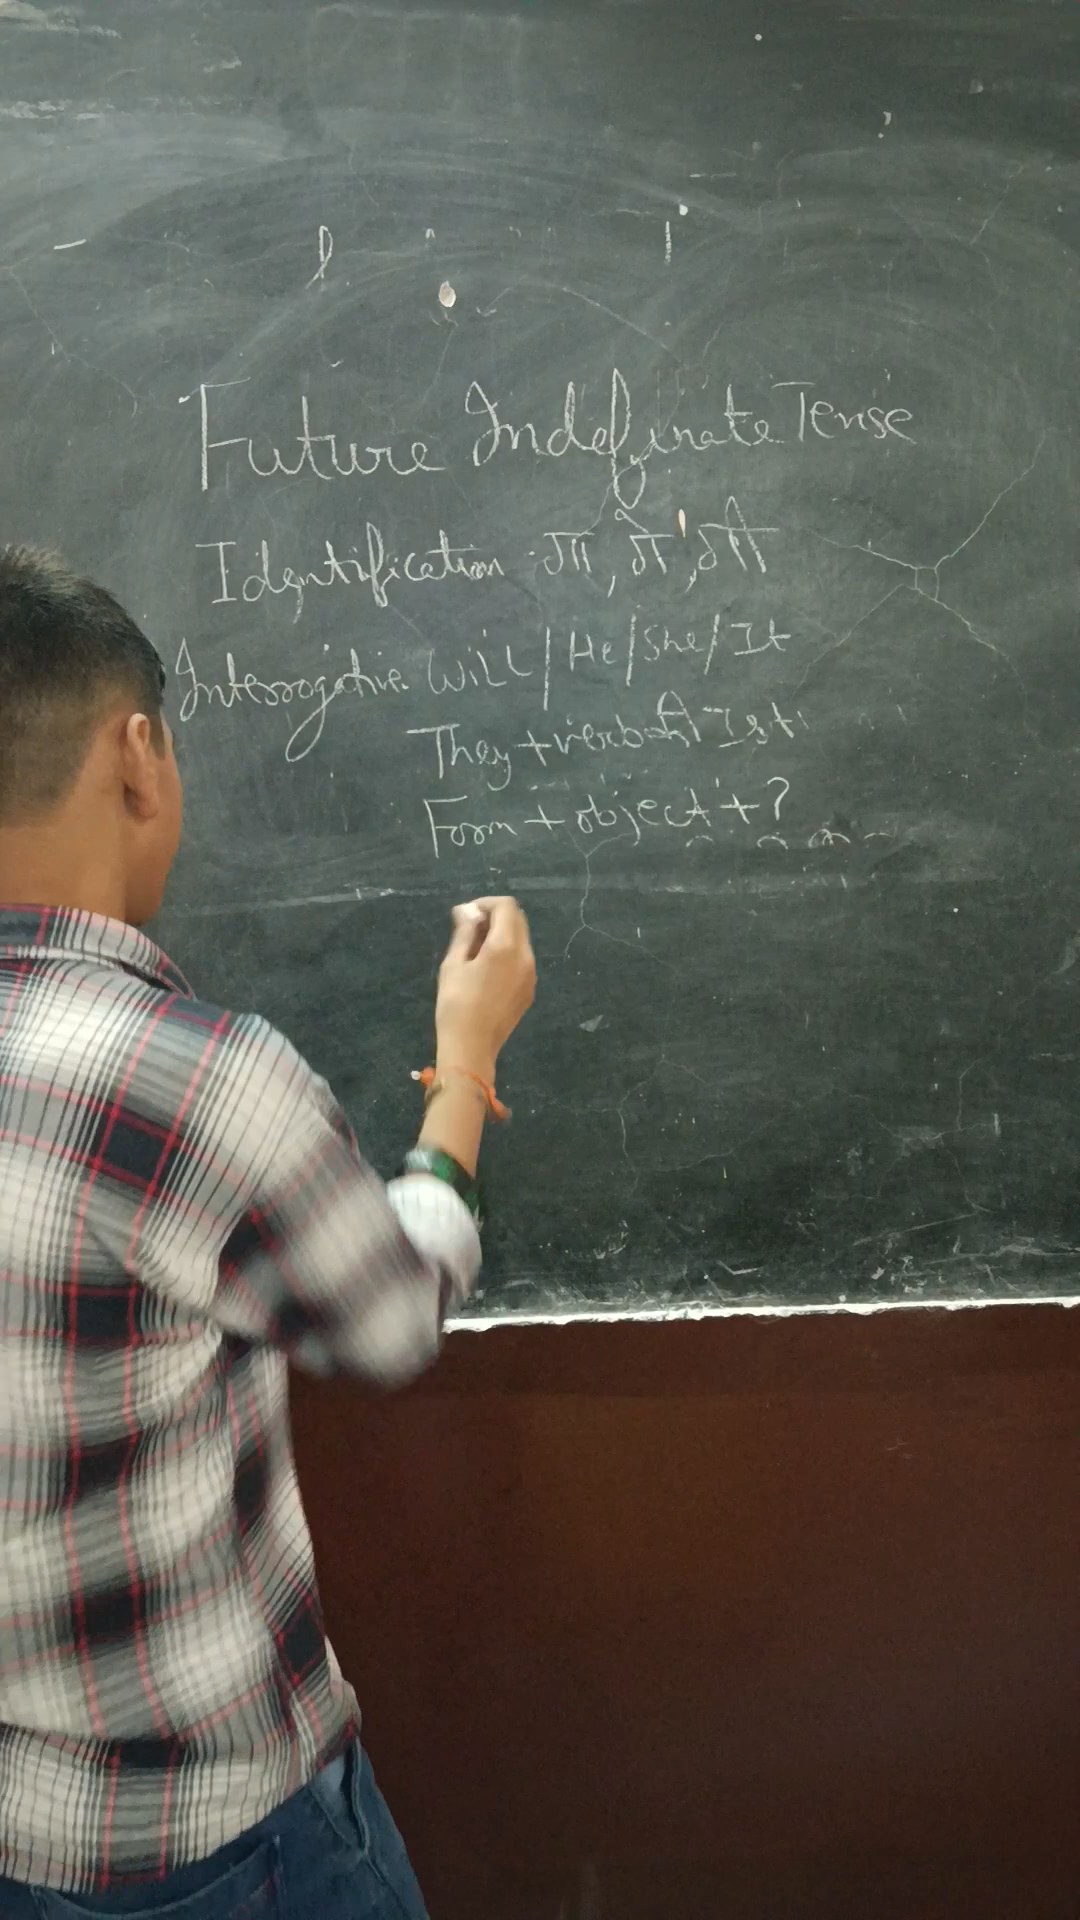 Future Indefinate Tense
Identification गा, गे, गी
Interrogative Will/He/She/It
They + verb Ist
Form + object + ?